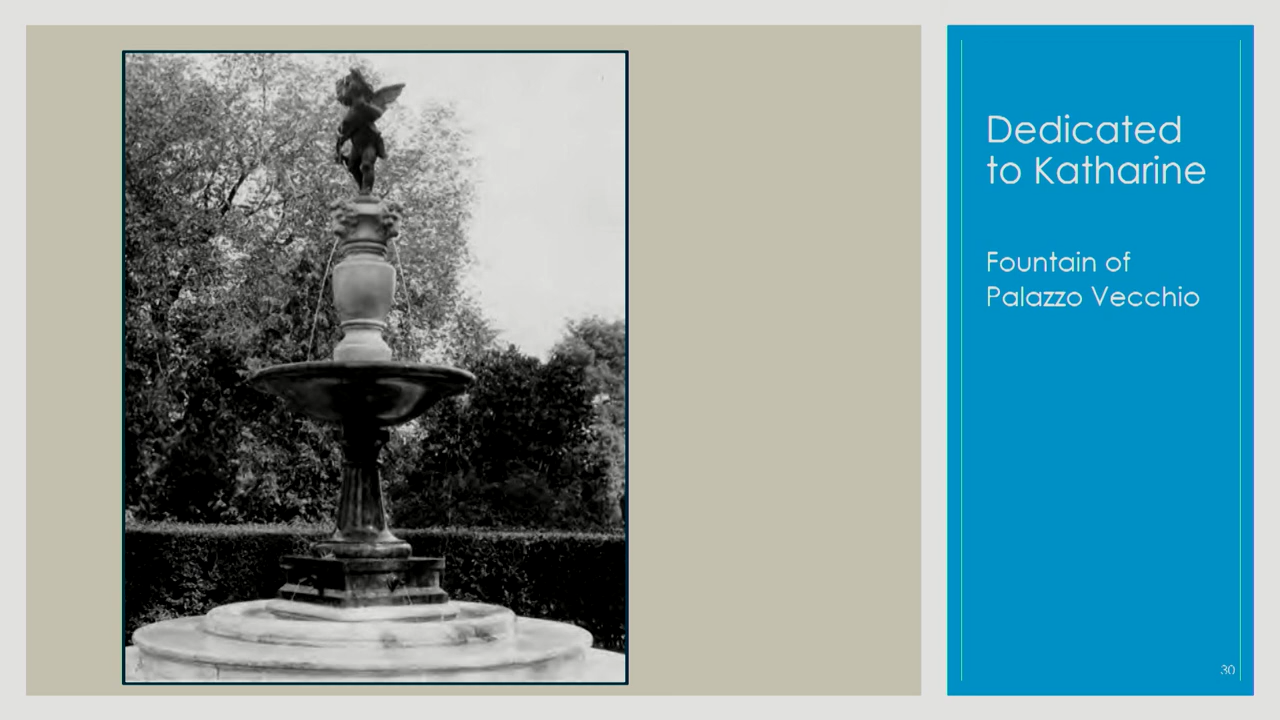 Dedicated
to Katharine
Fountain of
Palazzo Vecchio
30